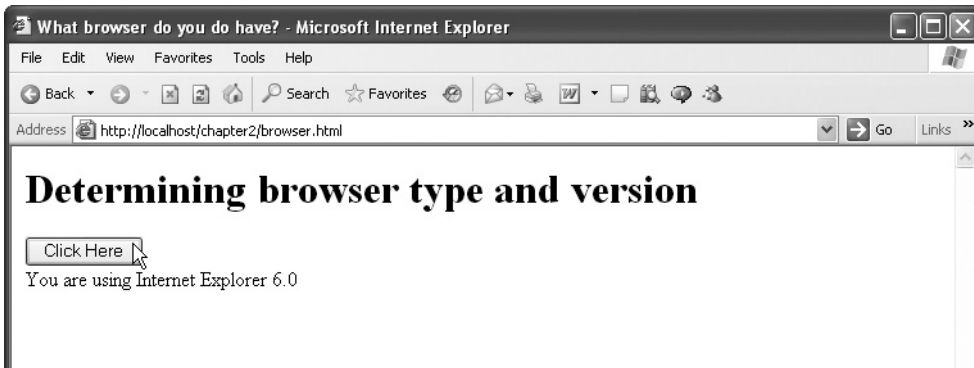 What browser do you do have? - Microsoft Internet Explorer
File Edit View Favorites Tools Help
Back Search Favorites
Address http://localhost/chapter2/browser.html Go Links »
Determining browser type and version
Click Here
You are using Internet Explorer 6.0